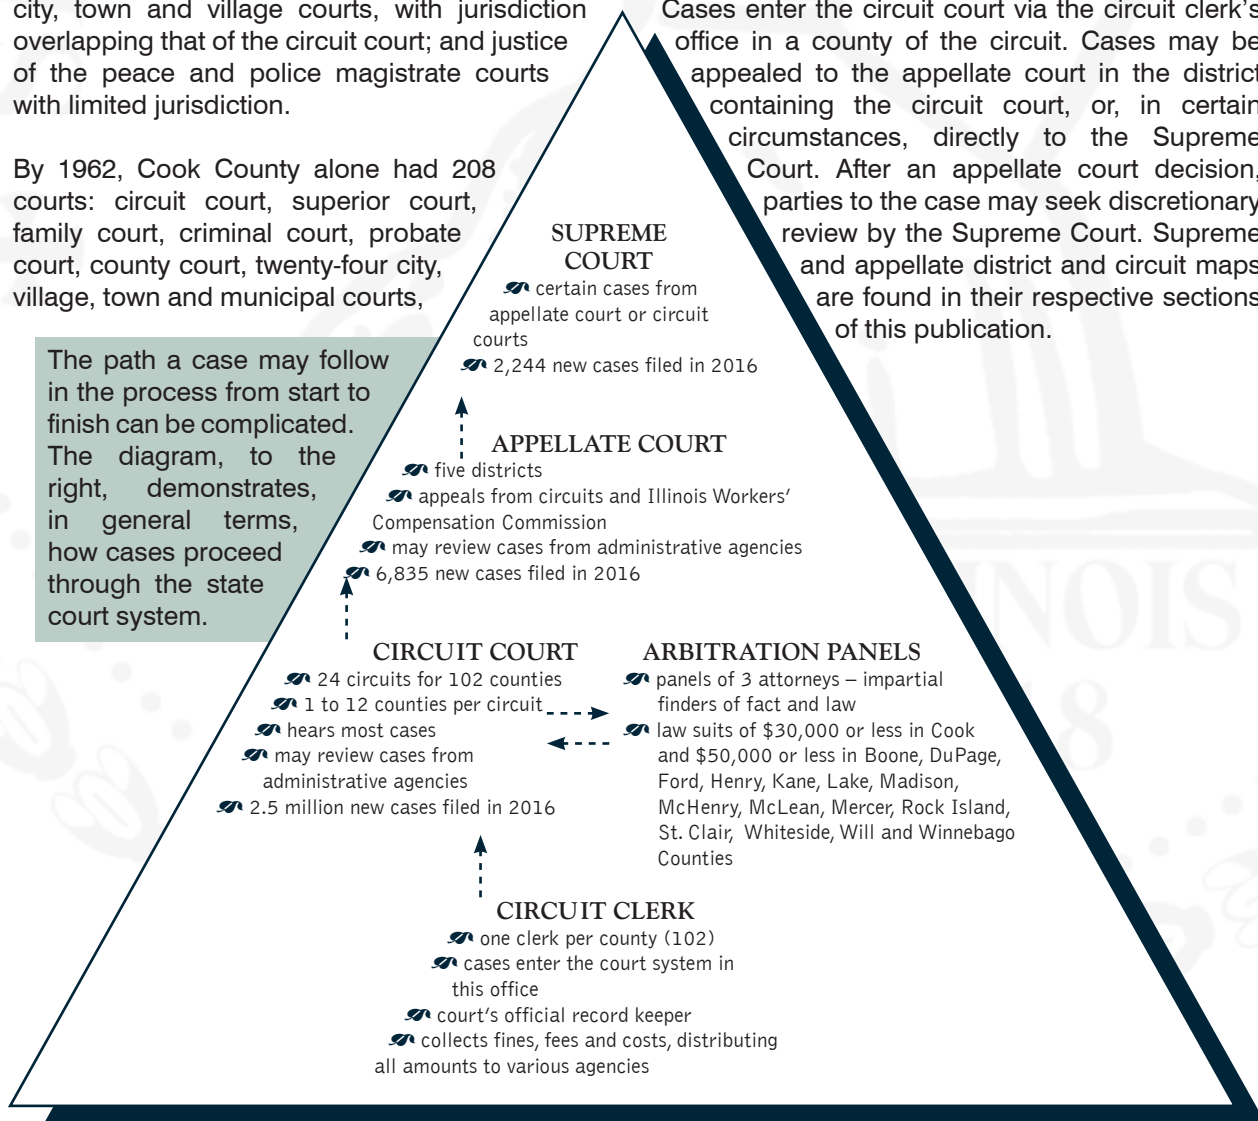 city, town and village courts, with jurisdiction
overlapping that of the circuit court; and justice
of the peace and police magistrate courts
with limited jurisdiction.
By 1962, Cook County alone had 208
courts: circuit court, superior court,
family court, criminal court, probate
court, county court, twenty-four city,
village, town and municipal courts,
Cases enter the circuit court via the circuit clerk's
office in a county of the circuit. Cases may be
appealed to the appellate court in the district
containing the circuit court, or, in certain
circumstances, directly to the Supreme
Court. After an appellate court decision,
parties to the case may seek discretionary
review by the Supreme Court. Supreme
and appellate district and circuit maps
are found in their respective sections
of this publication.
The path a case may follow
in the process from start to
finish can be complicated.
The diagram, to the
right, demonstrates,
in general terms,
how cases proceed
through the state
court system.
SUPREME
COURT
certain cases from
appellate court or circuit
courts
2,244 new cases filed in 2016
APPELLATE COURT
five districts
appeals from circuits and Illinois Workers'
Compensation Commission
may review cases from administrative agencies
6,835 new cases filed in 2016
CIRCUIT COURT
24 circuits for 102 counties
1 to 12 counties per circuit
hears most cases
may review cases from
administrative agencies
2.5 million new cases filed in 2016
ARBITRATION PANELS
panels of 3 attorneys – impartial
finders of fact and law
law suits of $30,000 or less in Cook
and $50,000 or less in Boone, DuPage,
Ford, Henry, Kane, Lake, Madison,
McHenry, McLean, Mercer, Rock Island,
St. Clair, Whiteside, Will and Winnebago
Counties
CIRCUIT CLERK
one clerk per county (102)
cases enter the court system in
this office
court's official record keeper
collects fines, fees and costs, distributing
all amounts to various agencies